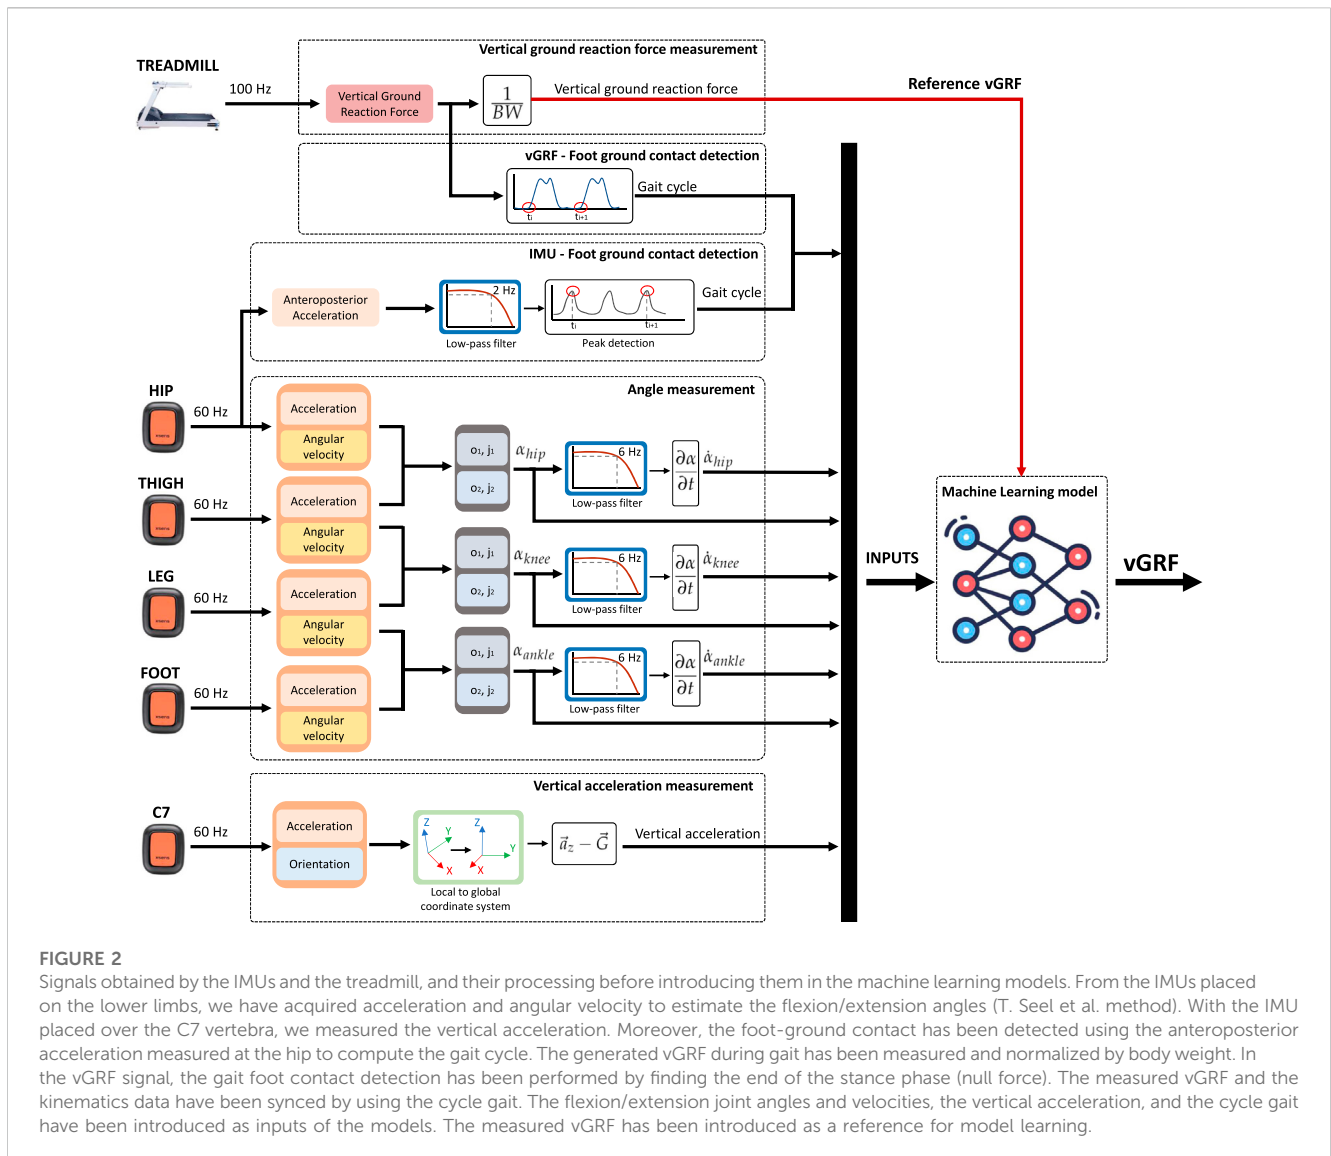 Vertical ground reaction force measurement
TREADMILL
100 Hz
Vertical Ground
Reaction Force
1
BW
Vertical ground reaction force
Reference vGRF
vGRF - Foot ground contact detection
ti
ti+1
Gait cycle
IMU - Foot ground contact detection
Anteroposterior
Acceleration
2 Hz
Low-pass filter
ti
ti+1
Peak detection
Gait cycle
Angle measurement
HIP
60 Hz
Acceleration
Angular
velocity
o1, j1
o2, j2
αhip
6 Hz
Low-pass filter
∂α
∂t
α̇hip
THIGH
60 Hz
Acceleration
Angular
velocity
o1, j1
o2, j2
αknee
6 Hz
Low-pass filter
∂α
∂t
α̇knee
LEG
60 Hz
Acceleration
Angular
velocity
o1, j1
o2, j2
αankle
6 Hz
Low-pass filter
∂α
∂t
α̇ankle
FOOT
60 Hz
Acceleration
Angular
velocity
INPUTS
Machine Learning model
vGRF
Vertical acceleration measurement
C7
60 Hz
Acceleration
Orientation
Z
Y
X
Z
Y
X
Local to global
coordinate system
a⃗z − G⃗
Vertical acceleration
FIGURE 2
Signals obtained by the IMUs and the treadmill, and their processing before introducing them in the machine learning models. From the IMUs placed
on the lower limbs, we have acquired acceleration and angular velocity to estimate the flexion/extension angles (T. Seel et al. method). With the IMU
placed over the C7 vertebra, we measured the vertical acceleration. Moreover, the foot-ground contact has been detected using the anteroposterior
acceleration measured at the hip to compute the gait cycle. The generated vGRF during gait has been measured and normalized by body weight. In
the vGRF signal, the gait foot contact detection has been performed by finding the end of the stance phase (null force). The measured vGRF and the
kinematics data have been synced by using the cycle gait. The flexion/extension joint angles and velocities, the vertical acceleration, and the cycle gait
have been introduced as inputs of the models. The measured vGRF has been introduced as a reference for model learning.